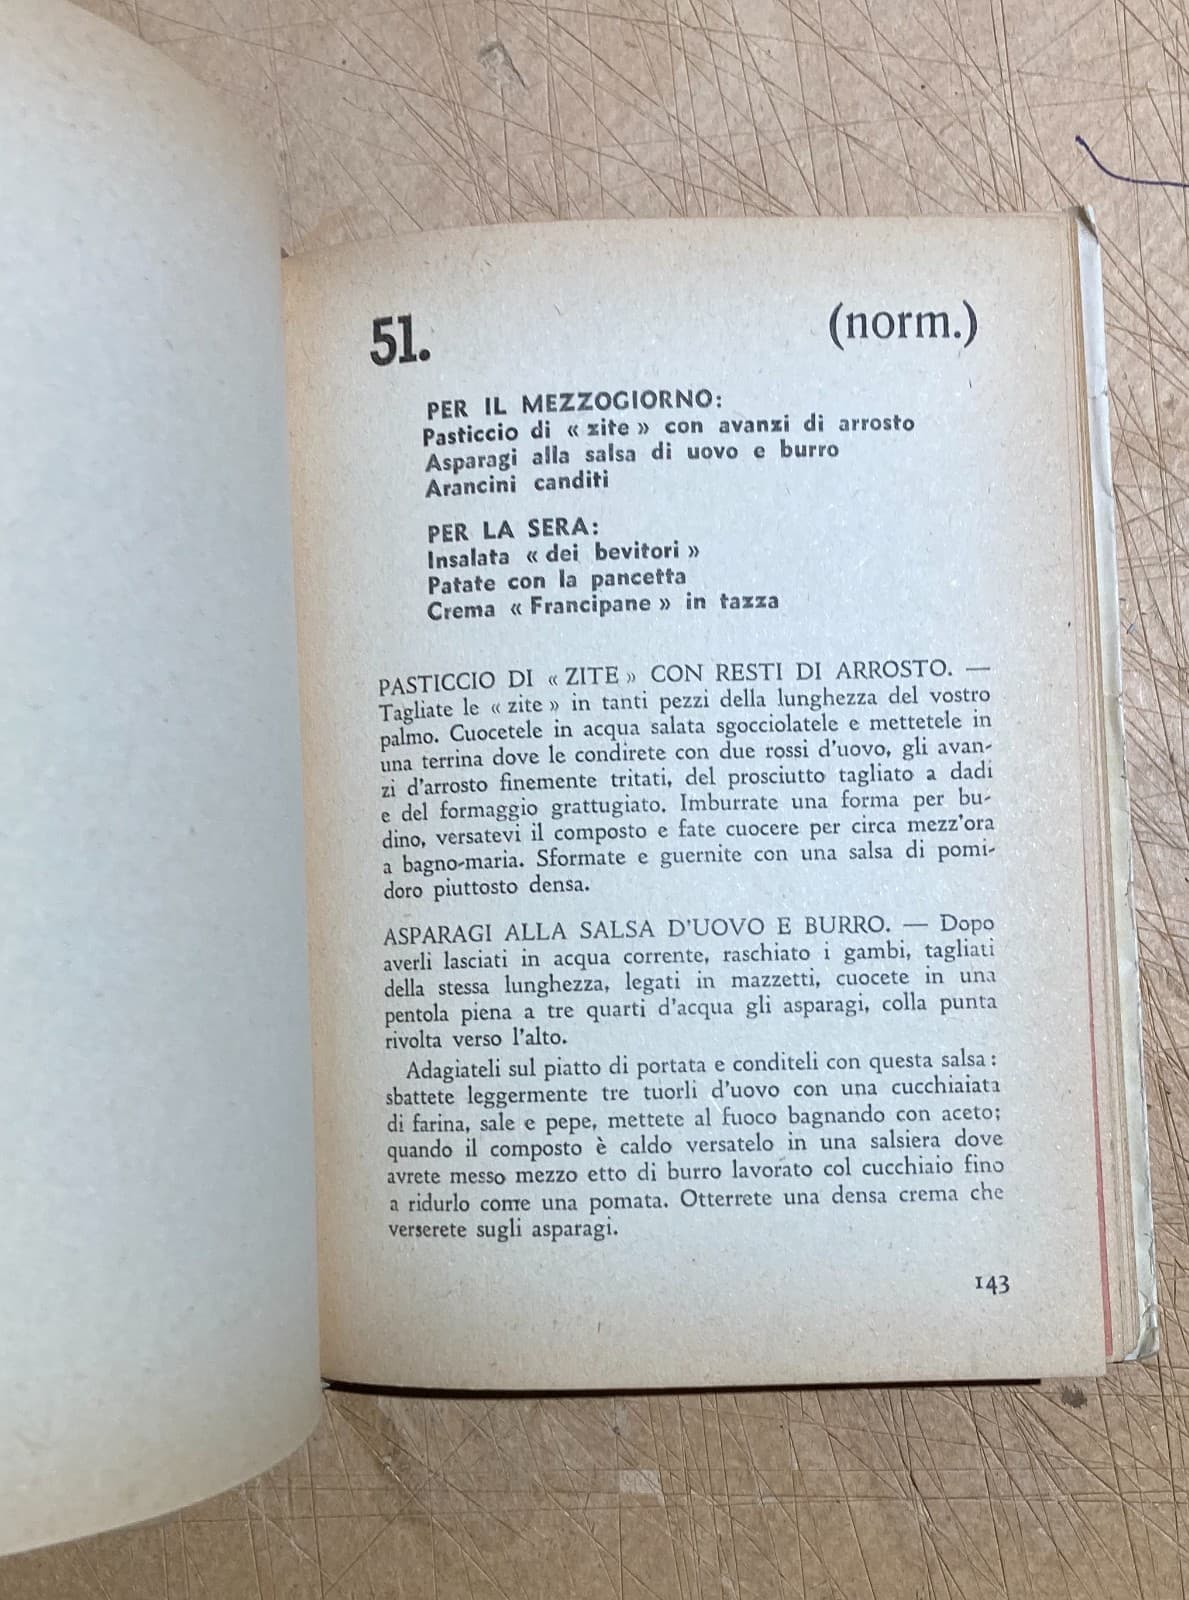 51.
(norm.)
PER IL MEZZOGIORNO:
Pasticcio di « zite » con avanzi di arrosto
Asparagi alla salsa di uovo e burro
Arancini canditi
PER LA SERA:
Insalata « dei bevitori »
Patate con la pancetta
Crema « Francipane » in tazza
PASTICCIO DI « ZITE » CON RESTI DI ARROSTO. —
Tagliate le « zite » in tanti pezzi della lunghezza del vostro
palmo. Cuocetele in acqua salata sgocciolatele e mettetele in
una terrina dove le condirete con due rossi d'uovo, gli avan-
zi d'arrosto finemente tritati, del prosciutto tagliato a dadi
e del formaggio grattugiato. Imburrate una forma per bu-
dino, versatevi il composto e fate cuocere per circa mezz'ora
a bagno-maria. Sformate e guernite con una salsa di pomi-
doro piuttosto densa.
ASPARAGI ALLA SALSA D'UOVO E BURRO. — Dopo
averli lasciati in acqua corrente, raschiato i gambi, tagliati
della stessa lunghezza, legati in mazzetti, cuocete in una
pentola piena a tre quarti d'acqua gli asparagi, colla punta
rivolta verso l'alto.
Adagiateli sul piatto di portata e conditeli con questa salsa:
sbattete leggermente tre tuorli d'uovo con una cucchiaiata
di farina, sale e pepe, mettete al fuoco bagnando con aceto;
quando il composto è caldo versatelo in una salsiera dove
avrete messo mezzo etto di burro lavorato col cucchiaio fino
a ridurlo come una pomata. Otterrete una densa crema che
verserete sugli asparagi.
143